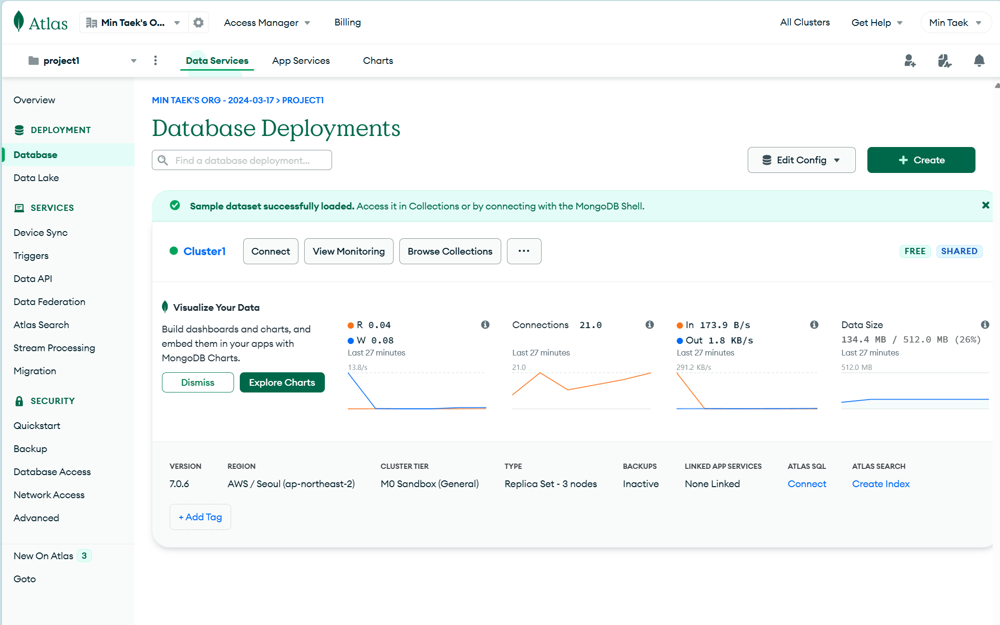 Atlas
Min Taek's O...
Access Manager
Billing
All Clusters
Get Help
Min Taek
project1
Data Services
App Services
Charts
Overview
DEPLOYMENT
Database
Data Lake
SERVICES
Device Sync
Triggers
Data API
Data Federation
Atlas Search
Stream Processing
Migration
SECURITY
Quickstart
Backup
Database Access
Network Access
Advanced
New On Atlas 3
Goto
MIN TAEK'S ORG - 2024-03-17 > PROJECT1
Database Deployments
Find a database deployment...
Edit Config
+ Create
Sample dataset successfully loaded. Access it in Collections or by connecting with the MongoDB Shell.
Cluster1
Connect
View Monitoring
Browse Collections
...
FREE
SHARED
Visualize Your Data
Build dashboards and charts, and
embed them in your apps with
MongoDB Charts.
Dismiss
Explore Charts
R 0.04
W 0.08
Last 27 minutes
13.8/s
Connections 21.0
Last 27 minutes
21.0
In 173.9 B/s
Out 1.8 KB/s
Last 27 minutes
291.2 KB/s
Data Size
134.4 MB / 512.0 MB (26%)
Last 27 minutes
512.0 MB
VERSION
7.0.6
REGION
AWS / Seoul (ap-northeast-2)
CLUSTER TIER
M0 Sandbox (General)
TYPE
Replica Set - 3 nodes
BACKUPS
Inactive
LINKED APP SERVICES
None Linked
ATLAS SQL
Connect
ATLAS SEARCH
Create Index
+ Add Tag